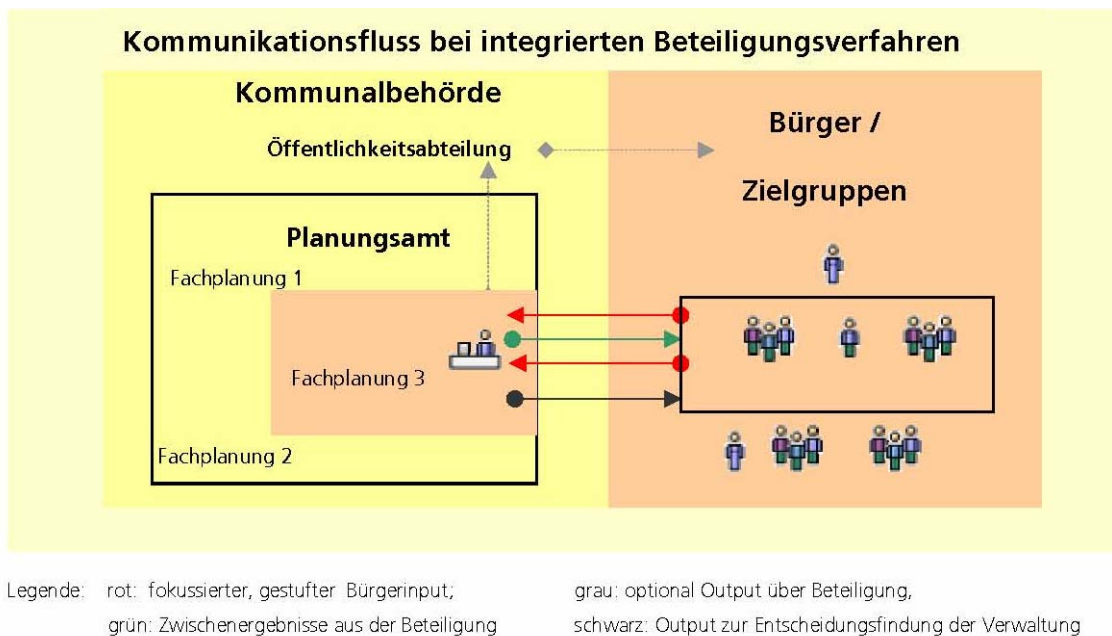 Kommunikationsfluss bei integrierten Beteiligungsverfahren
Kommunalbehörde
Bürger /
Öffentlichkeitsabteilung
Zielgruppen
Planungsamt
Fachplanung 1
Fachplanung 3
Fachplanung 2
Legende: rot: fokussierter, gestufter Bürgerinput; grau: optional Output über Beteiligung,
grün: Zwischenergebnisse aus der Beteiligung schwarz: Output zur Entscheidungsfindung der Verwaltung